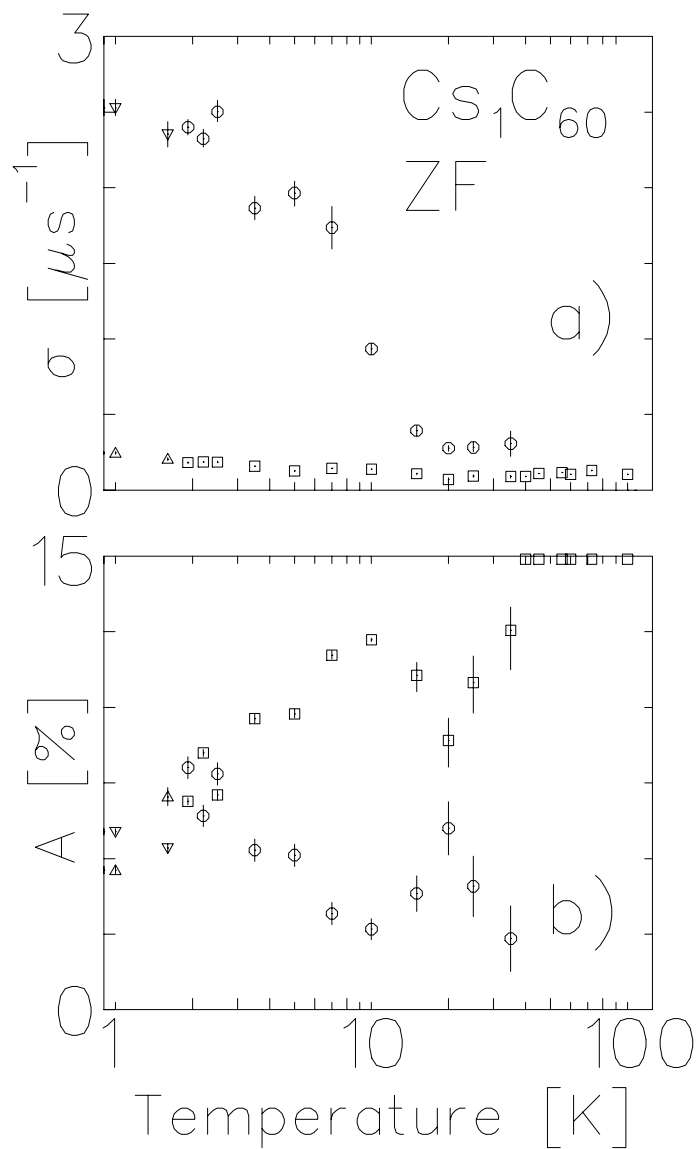 3
Cs₁C₆₀
ZF
σ [μs⁻¹]
a)
0
15
A [%]
b)
0
1 10 100
Temperature [K]